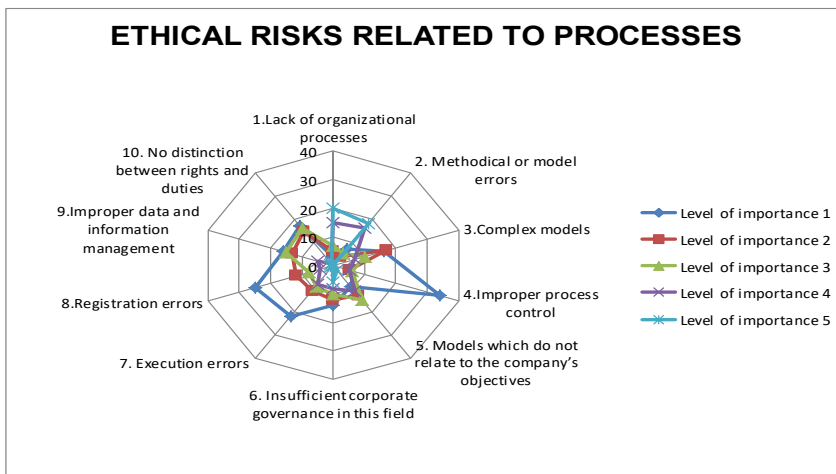 ETHICAL RISKS RELATED TO PROCESSES
1.Lack of organizational
processes
10. No distinction
between rights and
duties
2. Methodical or model
errors
9.Improper data and
information
management
3.Complex models
8.Registration errors
4.Improper process
control
7. Execution errors
5. Models which do not
relate to the company's
objectives
6. Insufficient corporate
governance in this field
40
30
20
10
0
Level of importance 1
Level of importance 2
Level of importance 3
Level of importance 4
Level of importance 5